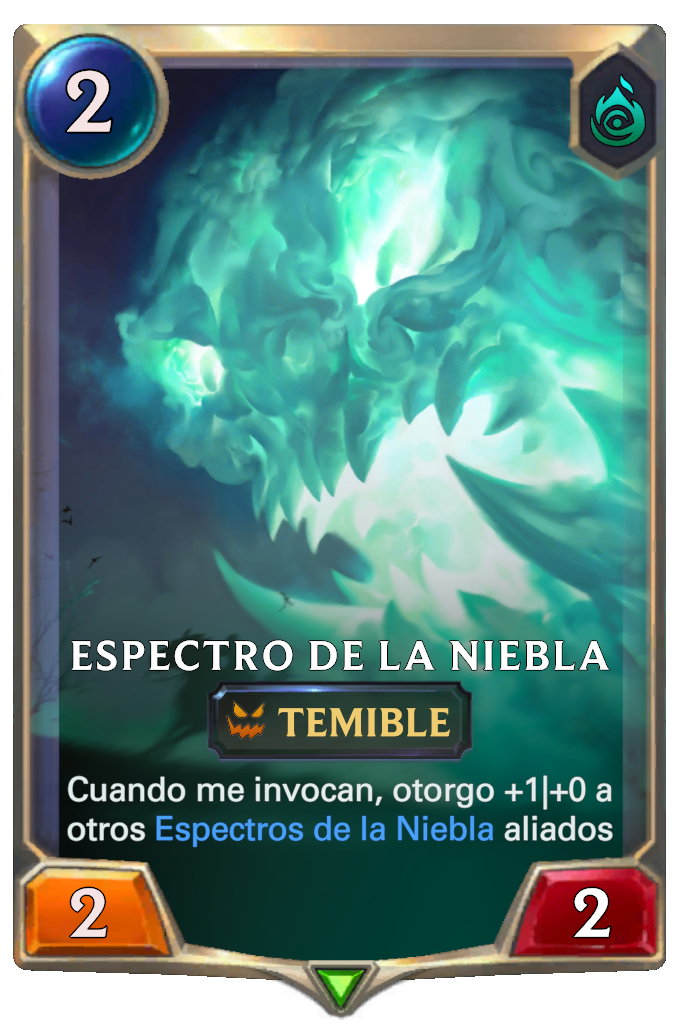 2
ESPECTRO DE LA NIEBLA
TEMIBLE
Cuando me invocan, otorgo +1|+0 a
otros Espectros de la Niebla aliados
2 2